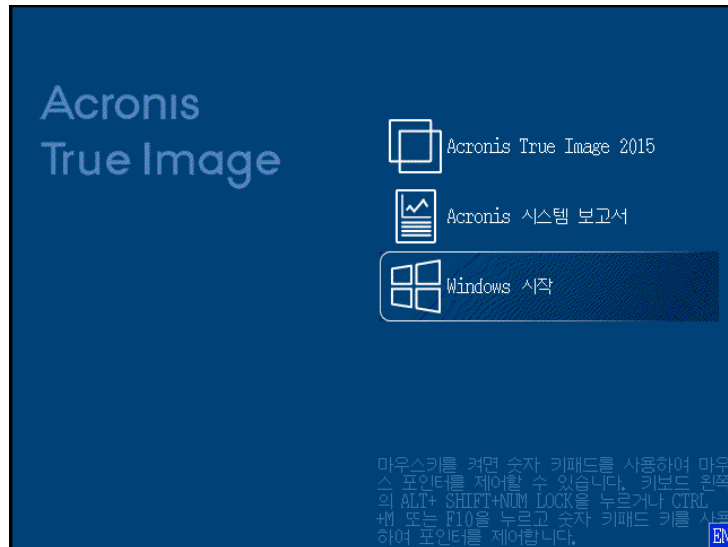 Acronis
True Image
Acronis True Image 2015
Acronis 시스템 보고서
Windows 시작
마우스키를 켜면 숫자 키패드를 사용하여 마우
스 포인터를 제어할 수 있습니다. 키보드 왼쪽
의 ALT+ SHIFT+NUM LOCK을 누르거나 CTRL
+M 또는 F10을 누르고 숫자 키패드 키를 사용
하여 포인터를 제어합니다.
EN